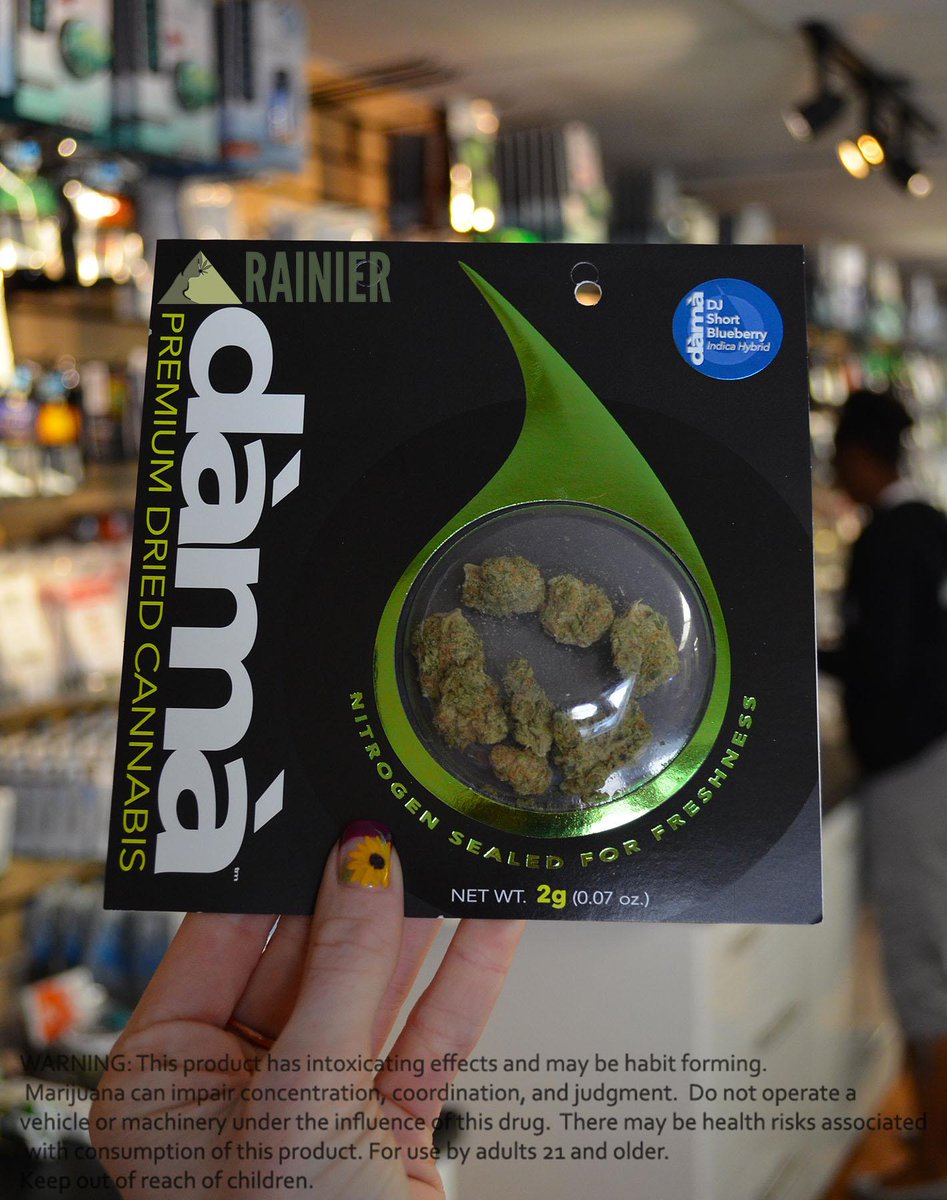 RAINIER
dàmà™
PREMIUM DRIED CANNABIS
dàmà
DJ
Short
Blueberry
Indica Hybrid
NITROGEN SEALED FOR FRESHNESS
NET WT. 2g (0.07 oz.)
WARNING: This product has intoxicating effects and may be habit forming.
Marijuana can impair concentration, coordination, and judgment. Do not operate a
vehicle or machinery under the influence of this drug. There may be health risks associated
with consumption of this product. For use by adults 21 and older.
Keep out of reach of children.